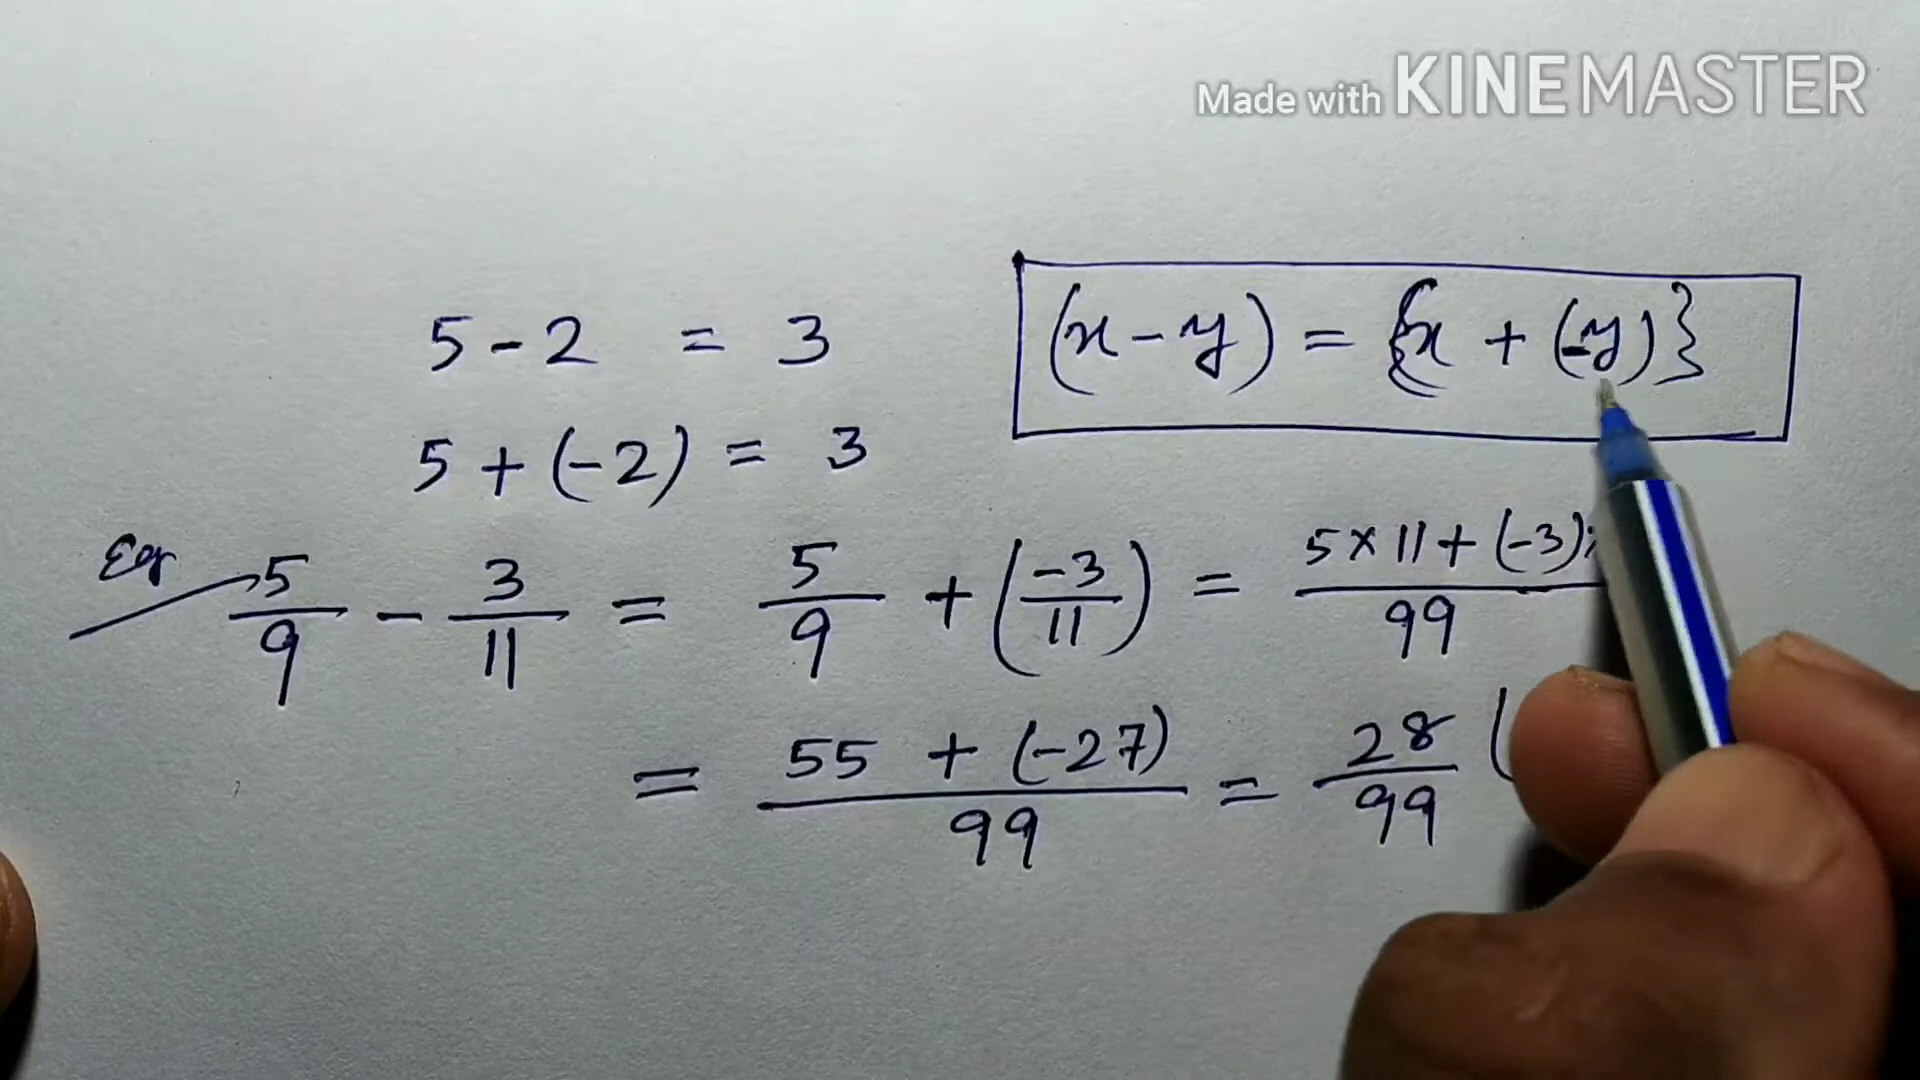 Made with KINEMASTER
5 - 2 = 3
(x - y) = {x + (-y)}
5 + (-2) = 3
Eg 5/9 - 3/11 = 5/9 + (-3/11) = 5 × 11 + (-3) / 99
= 55 + (-27) / 99 = 28/99 (